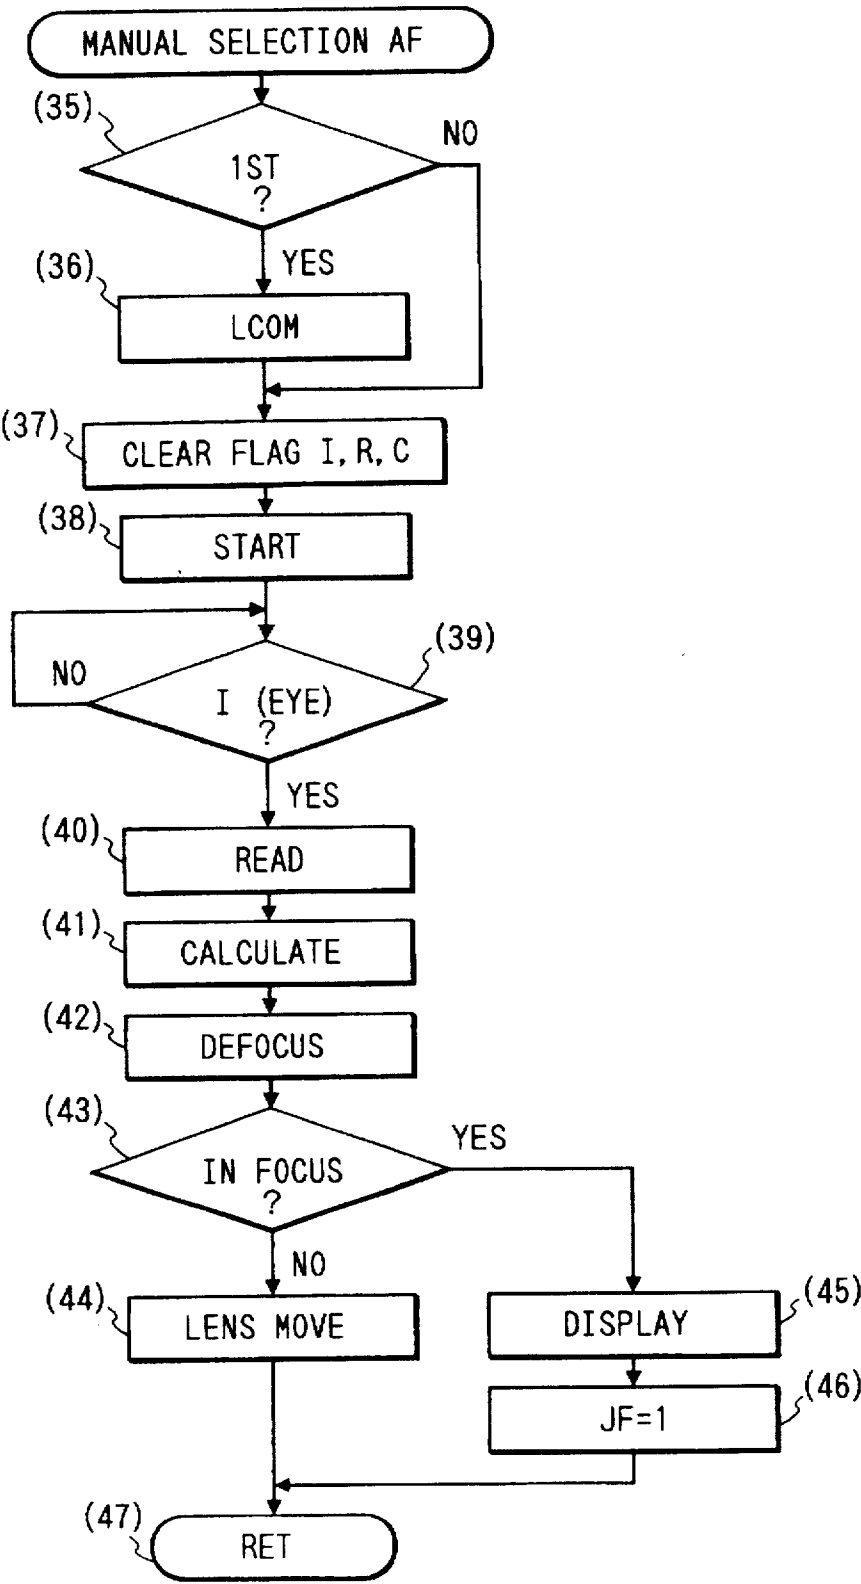 MANUAL SELECTION AF
(35)
NO
1ST
?
YES
(36)
LCOM
(37)
CLEAR FLAG I, R, C
(38)
START
(39)
NO
I (EYE)
?
YES
(40)
READ
(41)
CALCULATE
(42)
DEFOCUS
(43)
YES
IN FOCUS
?
NO
(44)
LENS MOVE
(45)
DISPLAY
(46)
JF=1
(47)
RET